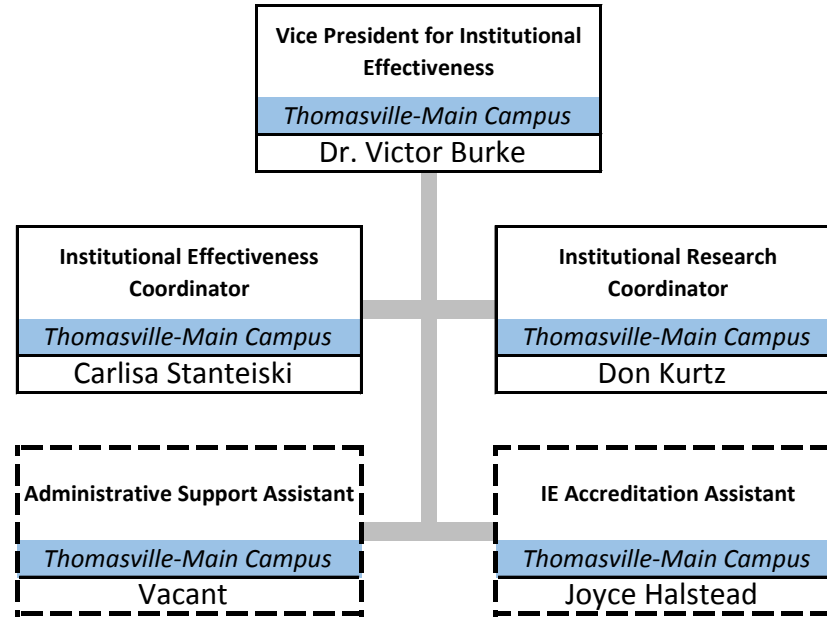 Vice President for Institutional
Effectiveness
Thomasville-Main Campus
Dr. Victor Burke
Institutional Effectiveness
Coordinator
Thomasville-Main Campus
Carlisa Stanteiski
Institutional Research
Coordinator
Thomasville-Main Campus
Don Kurtz
Administrative Support Assistant
Thomasville-Main Campus
Vacant
IE Accreditation Assistant
Thomasville-Main Campus
Joyce Halstead